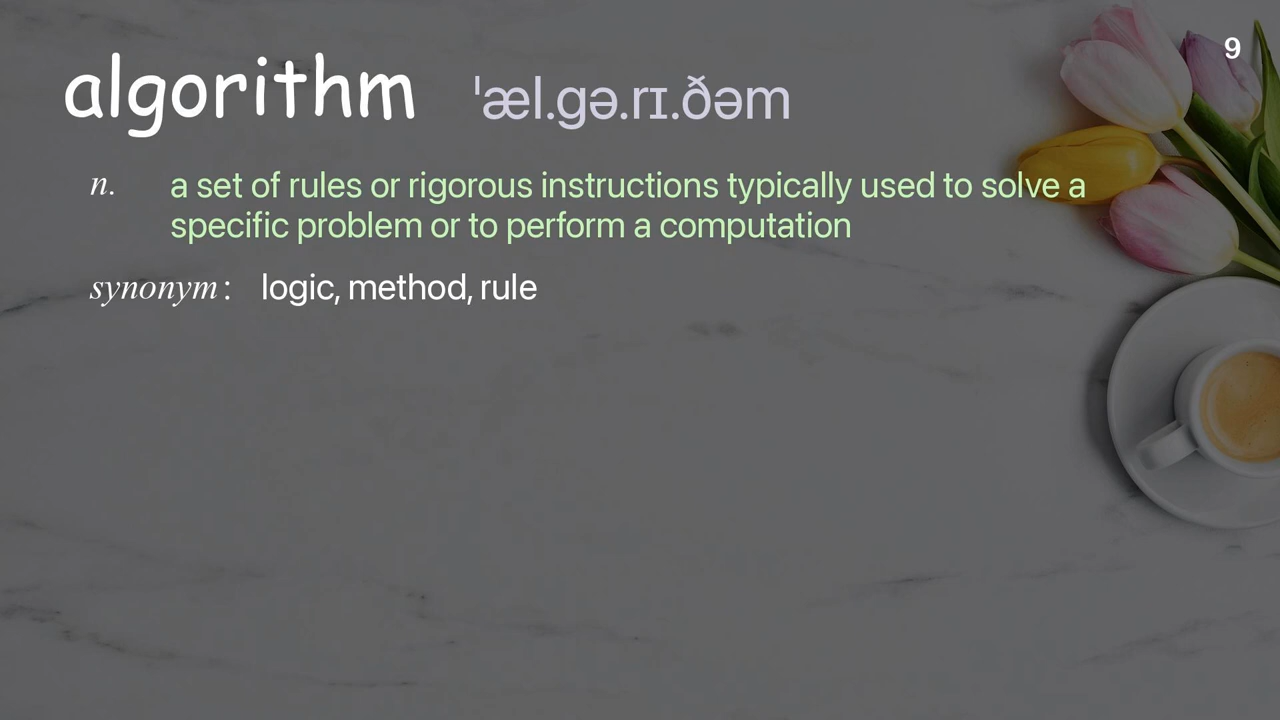 9
algorithm ˈæl.gə.rɪ.ðəm
n. a set of rules or rigorous instructions typically used to solve a
specific problem or to perform a computation
synonym: logic, method, rule